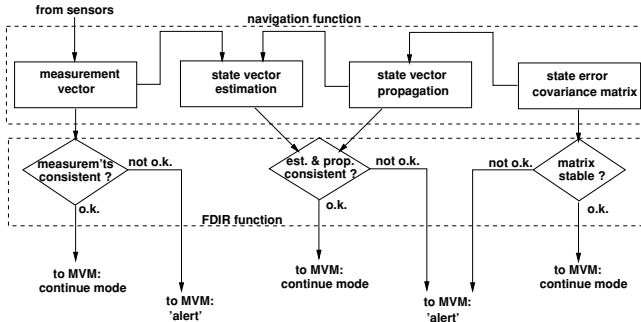 from sensors
navigation function
measurement
vector
state vector
estimation
state vector
propagation
state error
covariance matrix
measurem'ts
consistent ?
not o.k.
est. & prop.
consistent ?
not o.k.
not o.k.
matrix
stable ?
o.k.
o.k.
o.k.
FDIR function
to MVM:
continue mode
to MVM:
'alert'
to MVM:
continue mode
to MVM:
'alert'
to MVM:
continue mode